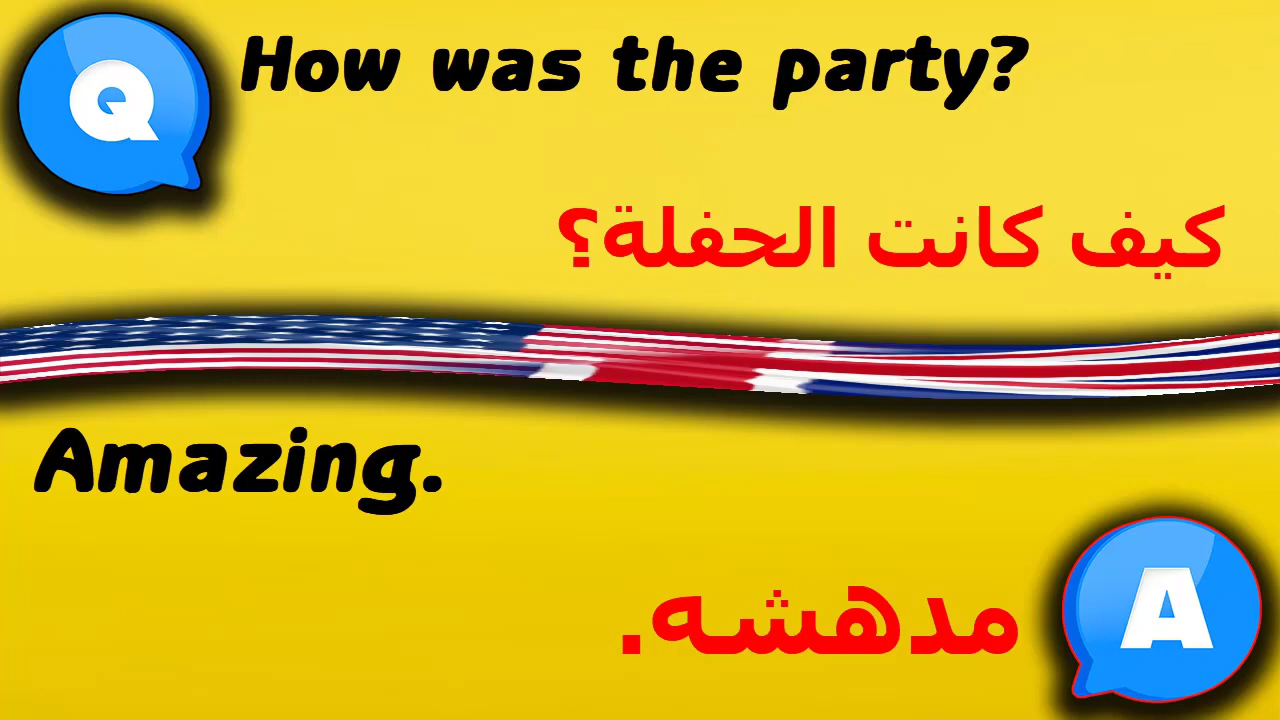 Q
How was the party?
كيف كانت الحفلة؟
Amazing.
مدهشه.
A